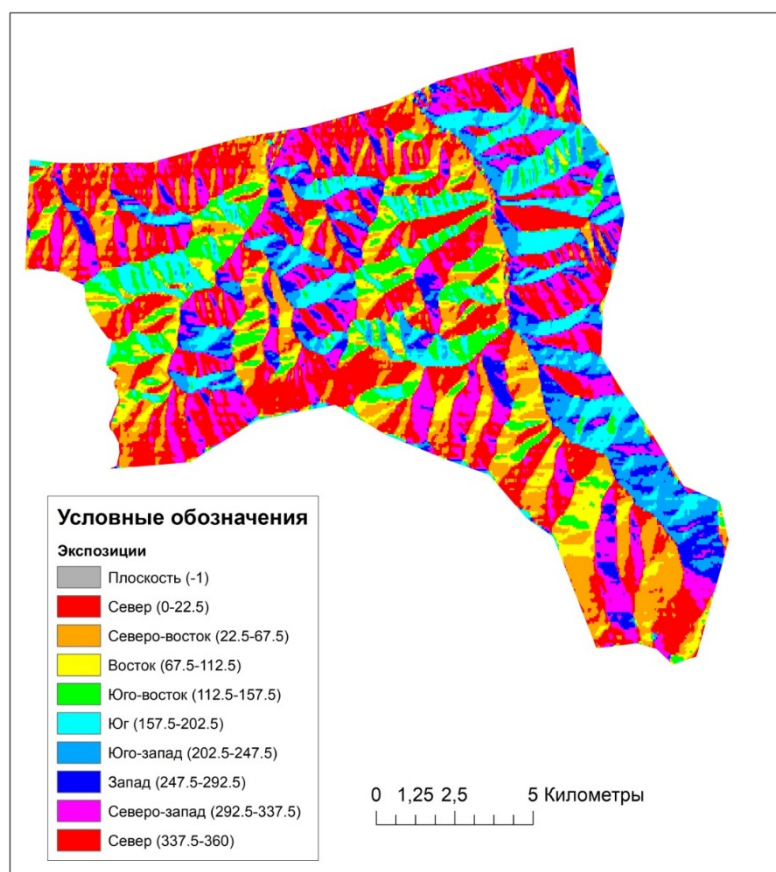 Условные обозначения
Экспозиции
Плоскость (-1)
Север (0-22.5)
Северо-восток (22.5-67.5)
Восток (67.5-112.5)
Юго-восток (112.5-157.5)
Юг (157.5-202.5)
Юго-запад (202.5-247.5)
Запад (247.5-292.5)
Северо-запад (292.5-337.5)
Север (337.5-360)
0 1,25 2,5 5 Километры